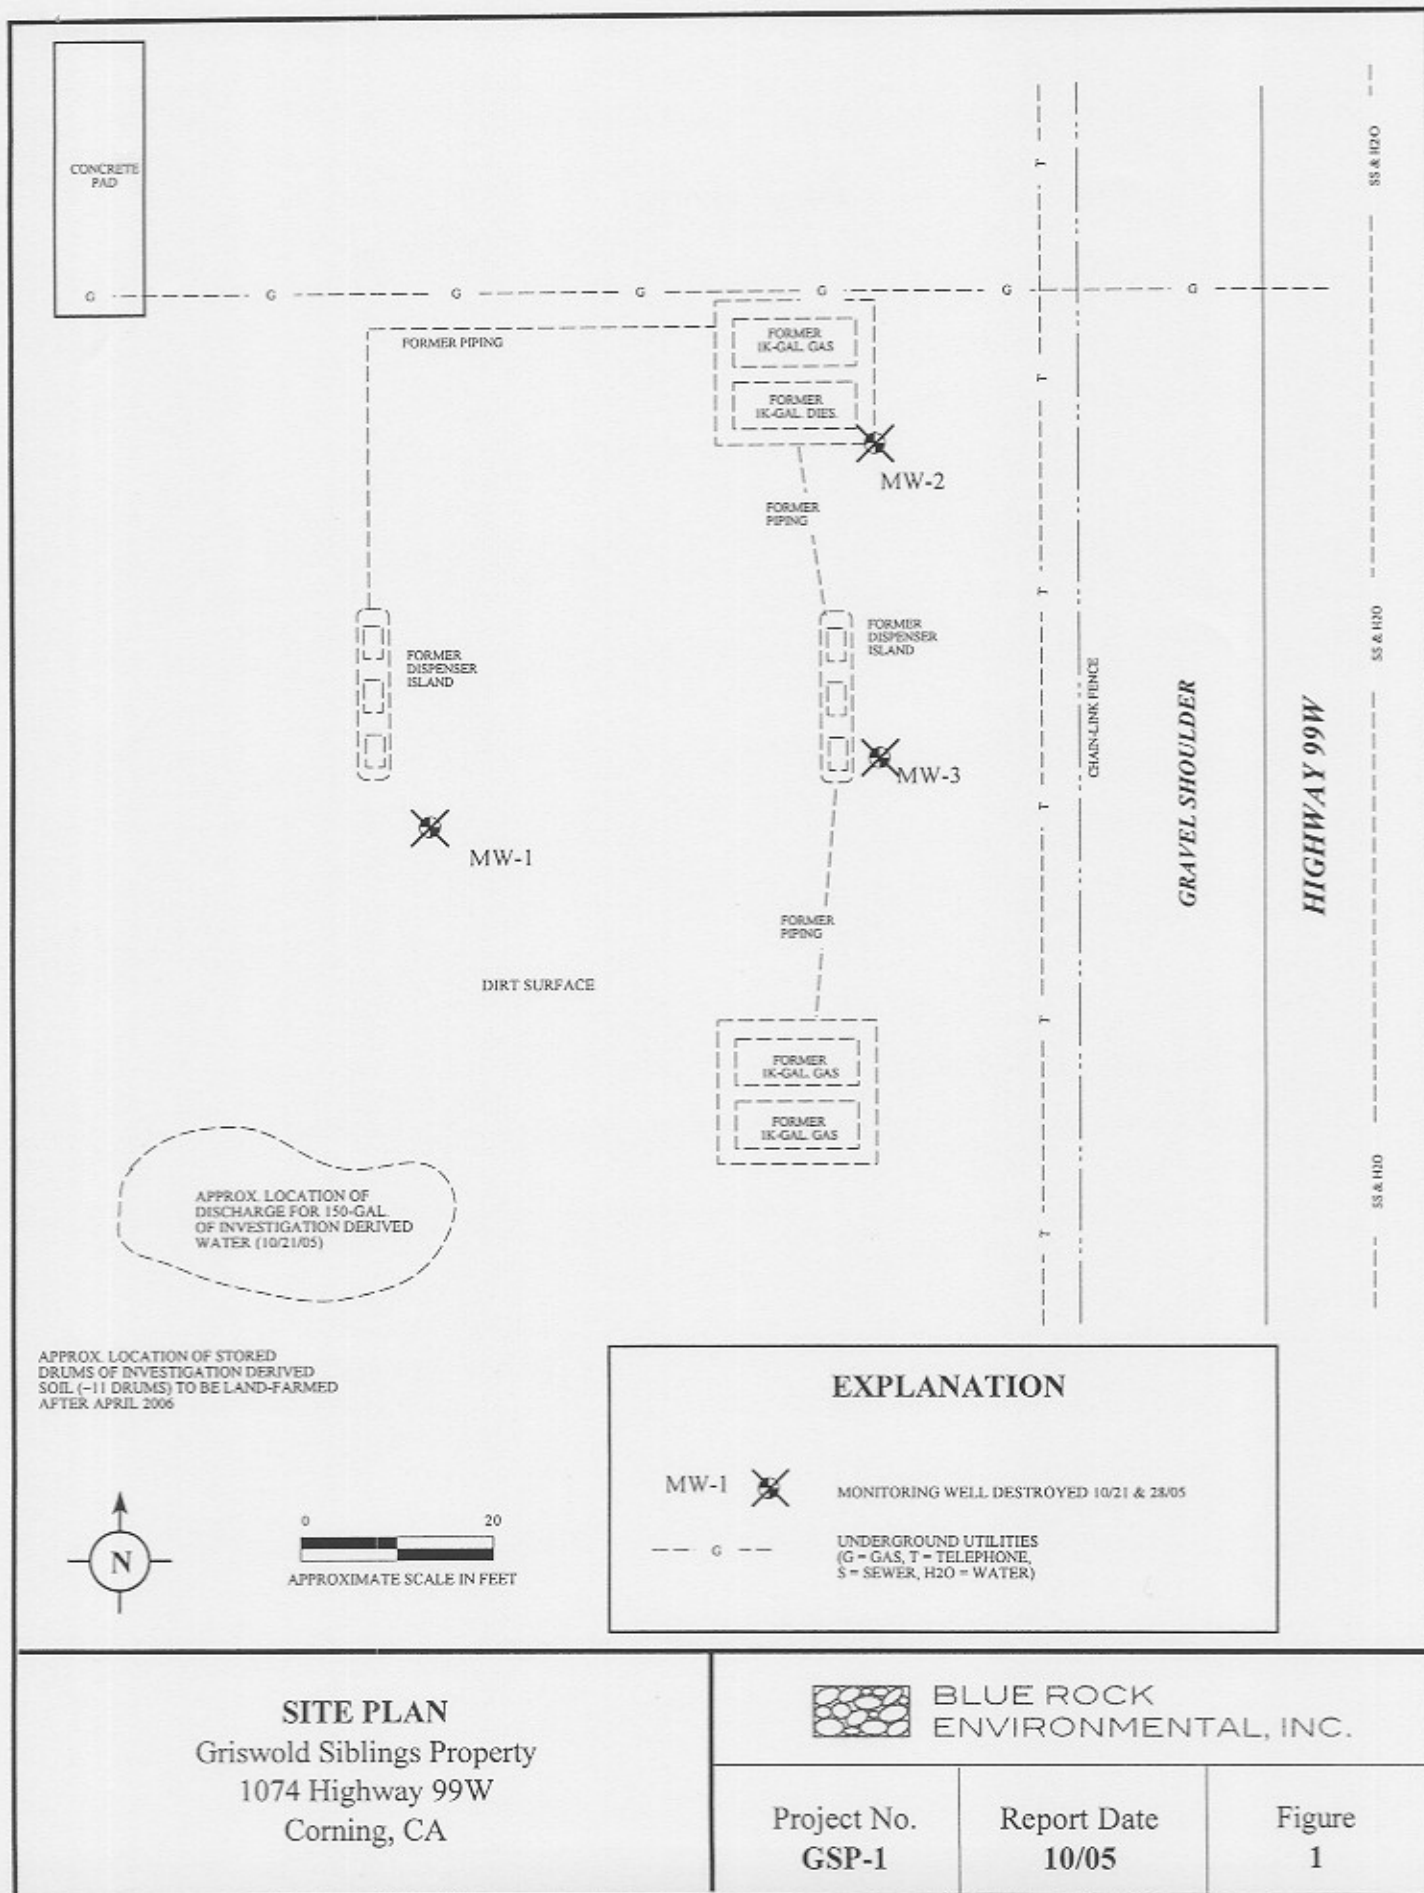 CONCRETE
PAD
G
G
G
G
G
G
G
T
SS & H2O
FORMER PIPING
FORMER
1K-GAL. GAS
FORMER
1K-GAL. DIES.
T
MW-2
FORMER
PIPING
T
FORMER
DISPENSER
ISLAND
FORMER
DISPENSER
ISLAND
SS & H2O
CHAIN-LINK FENCE
GRAVEL SHOULDER
HIGHWAY 99W
MW-3
T
MW-1
FORMER
PIPING
DIRT SURFACE
T
FORMER
1K-GAL. GAS
FORMER
1K-GAL. GAS
SS & H2O
T
APPROX. LOCATION OF
DISCHARGE FOR 150-GAL.
OF INVESTIGATION DERIVED
WATER (10/21/05)
APPROX. LOCATION OF STORED
DRUMS OF INVESTIGATION DERIVED
SOIL (~11 DRUMS) TO BE LAND-FARMED
AFTER APRIL 2006
N
0 20
APPROXIMATE SCALE IN FEET
EXPLANATION
MW-1 MONITORING WELL DESTROYED 10/21 & 28/05
G UNDERGROUND UTILITIES
(G = GAS, T = TELEPHONE,
S = SEWER, H2O = WATER)
SITE PLAN
Griswold Siblings Property
1074 Highway 99W
Corning, CA
BLUE ROCK
ENVIRONMENTAL, INC.
Project No.
GSP-1
Report Date
10/05
Figure
1